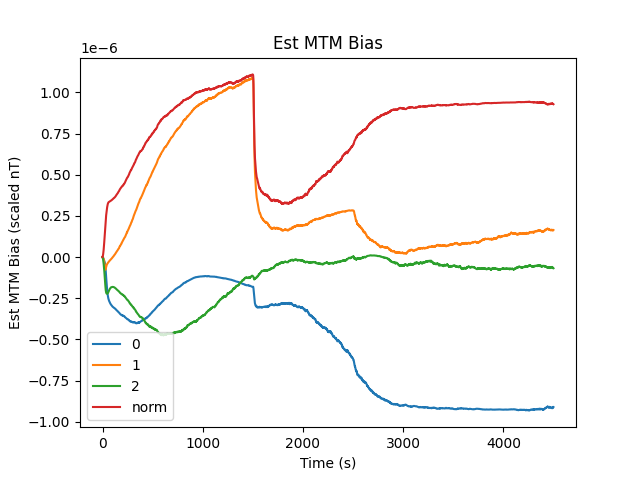 Est MTM Bias
1e−6
1.00
0.75
0.50
0.25
0.00
−0.25
−0.50
−0.75
−1.00
Est MTM Bias (scaled nT)
0
1
2
norm
0 1000 2000 3000 4000
Time (s)